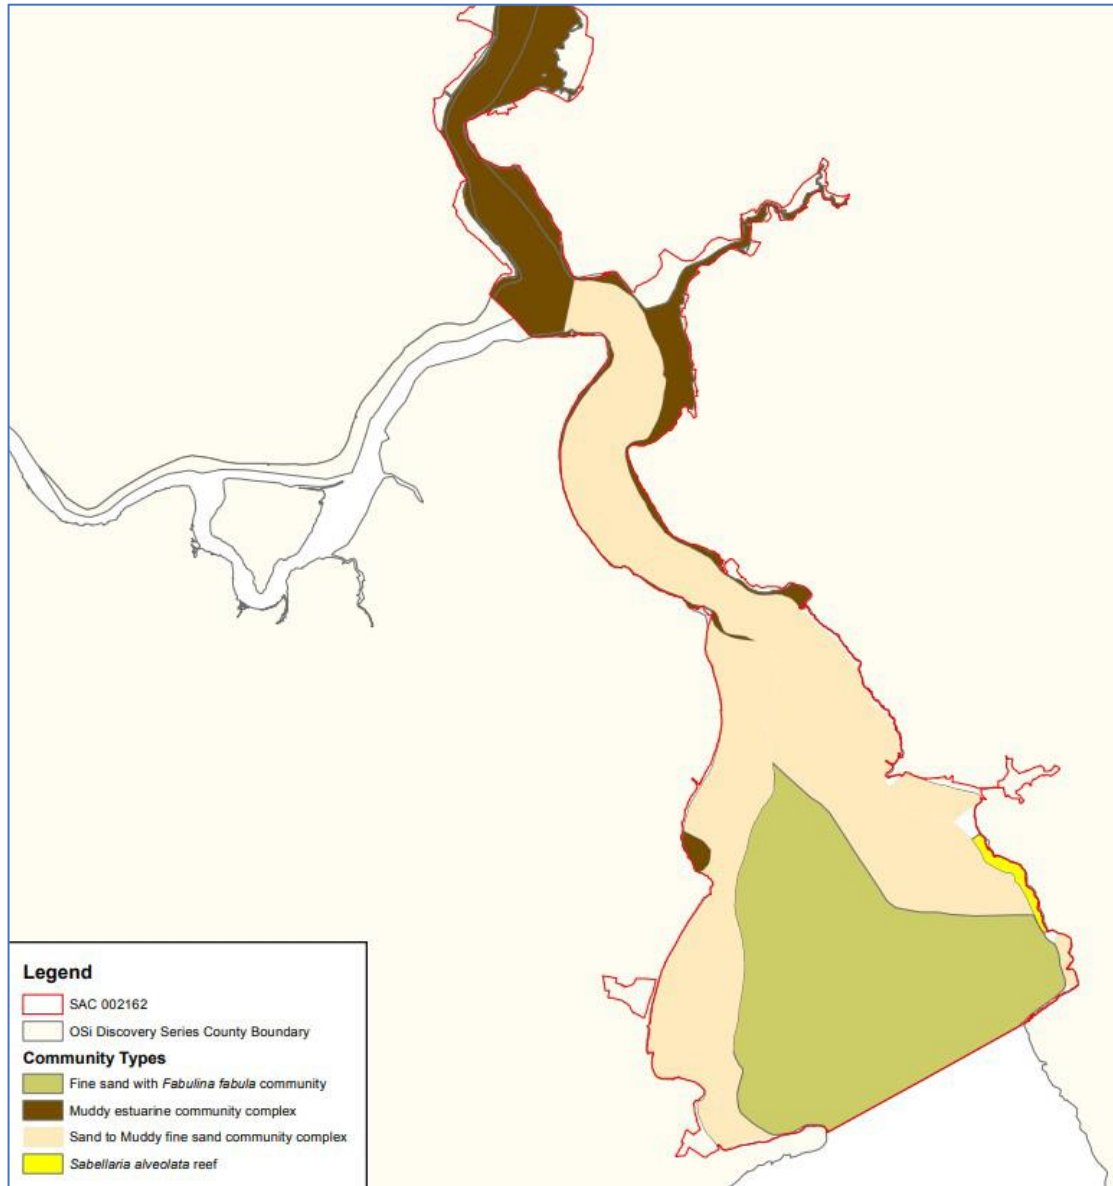 Legend
SAC 002162
OSi Discovery Series County Boundary
Community Types
Fine sand with Fabulina fabula community
Muddy estuarine community complex
Sand to Muddy fine sand community complex
Sabellaria alveolata reef